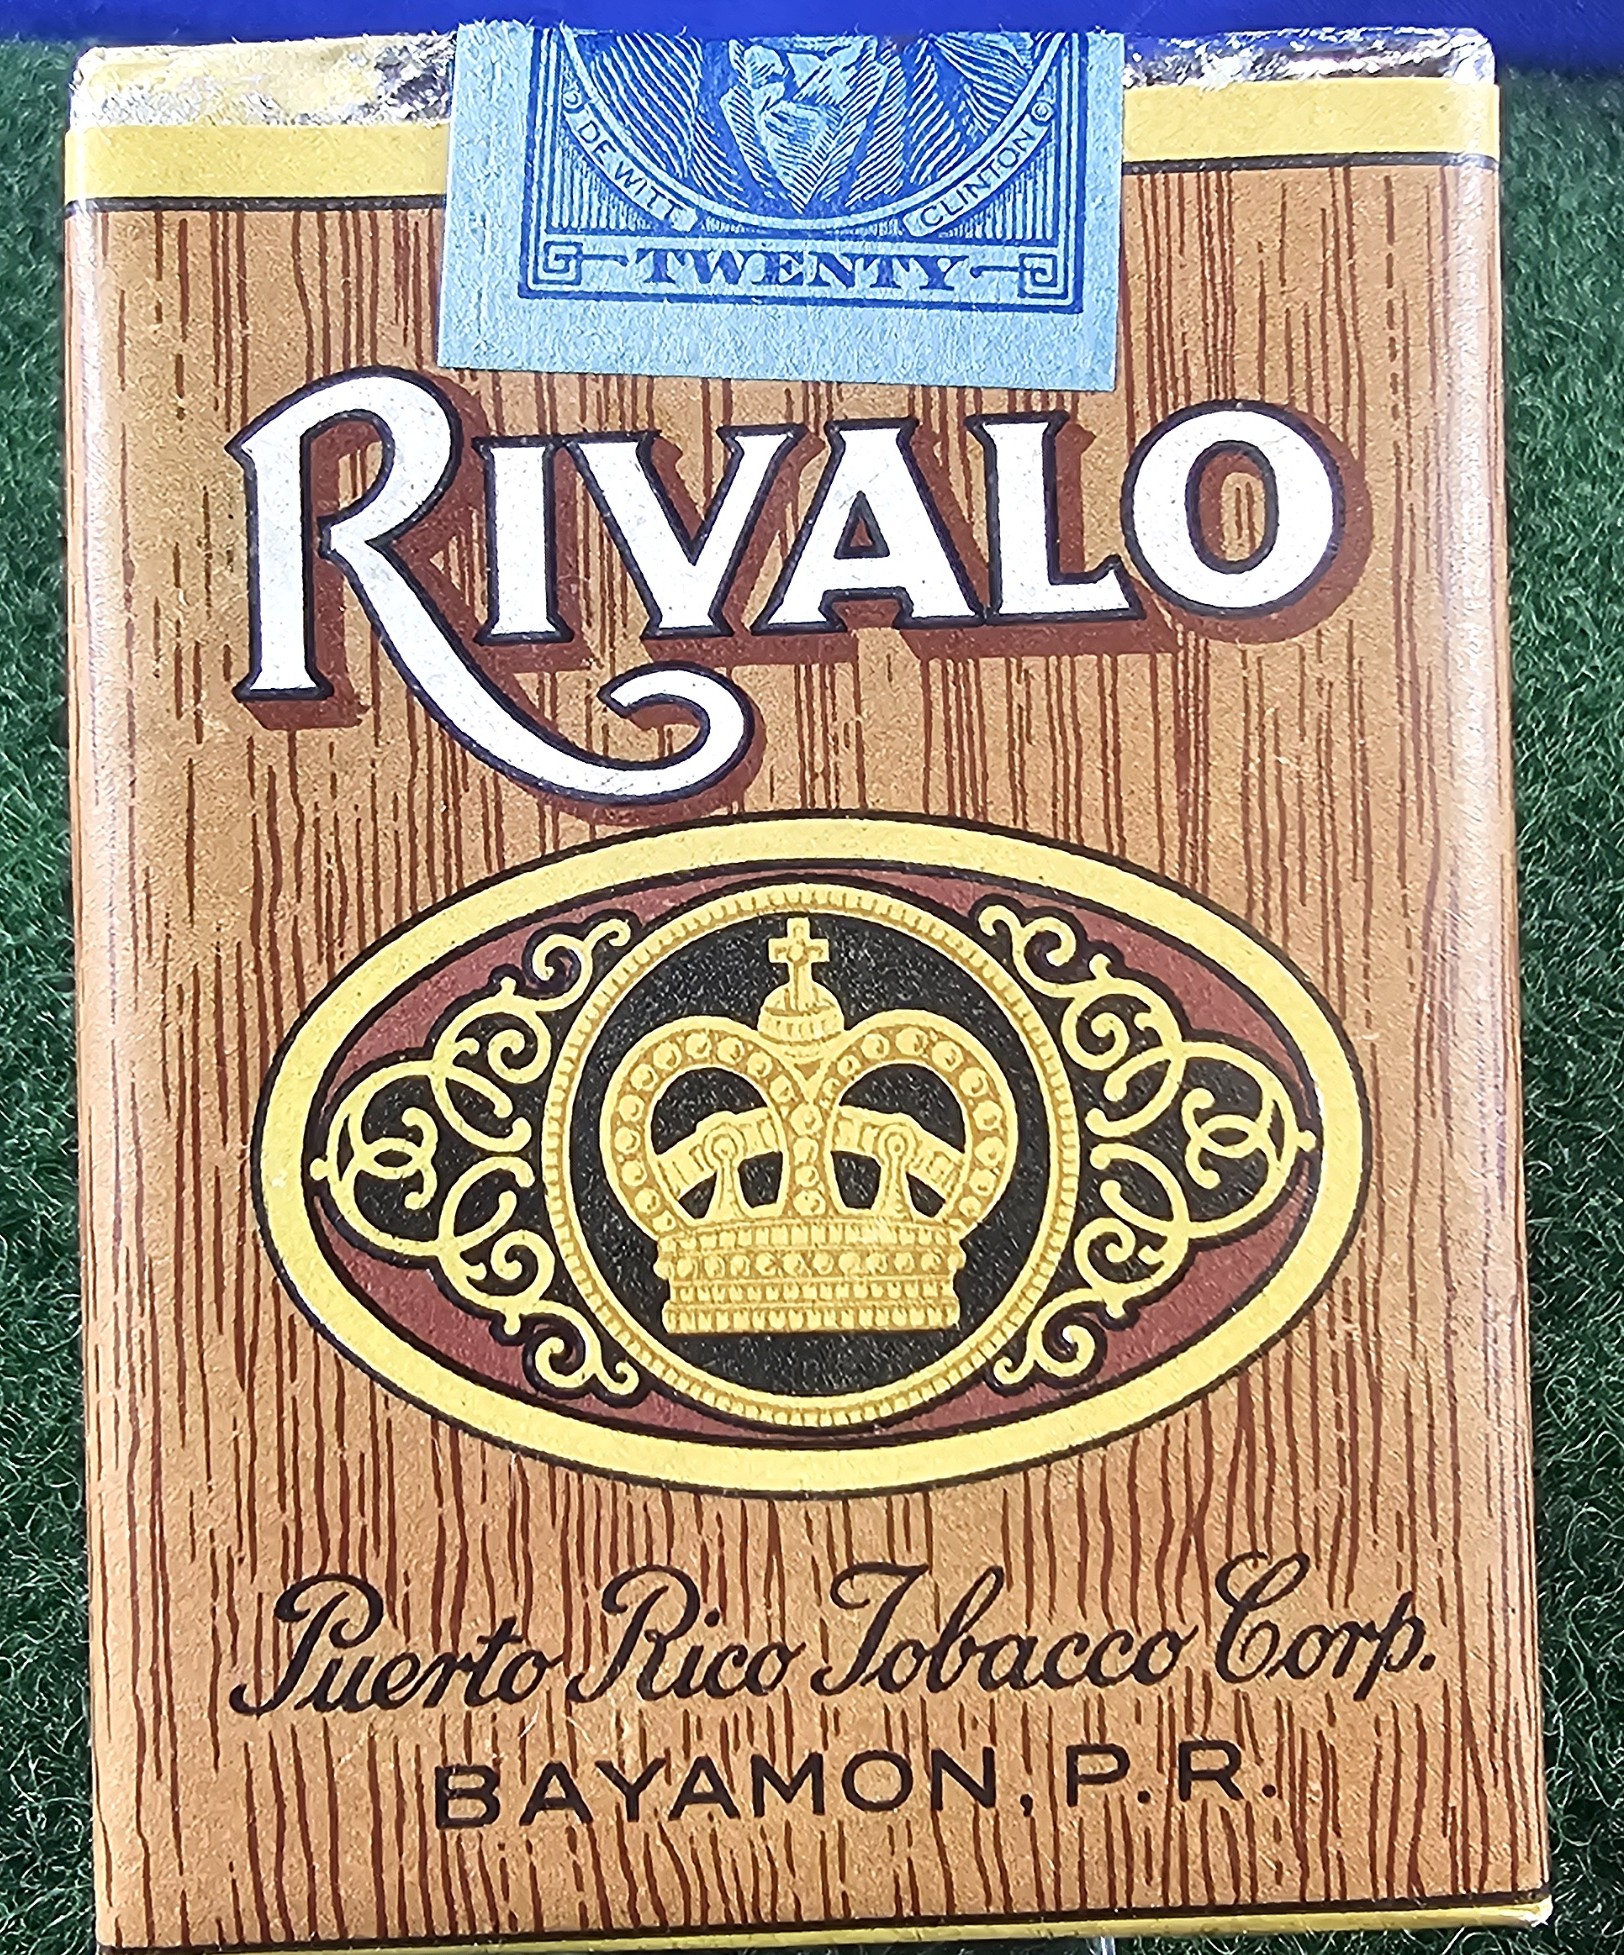 DE WITT CLINTON
TWENTY
RIVALO
Puerto Rico Tobacco Corp.
BAYAMON, P.R.